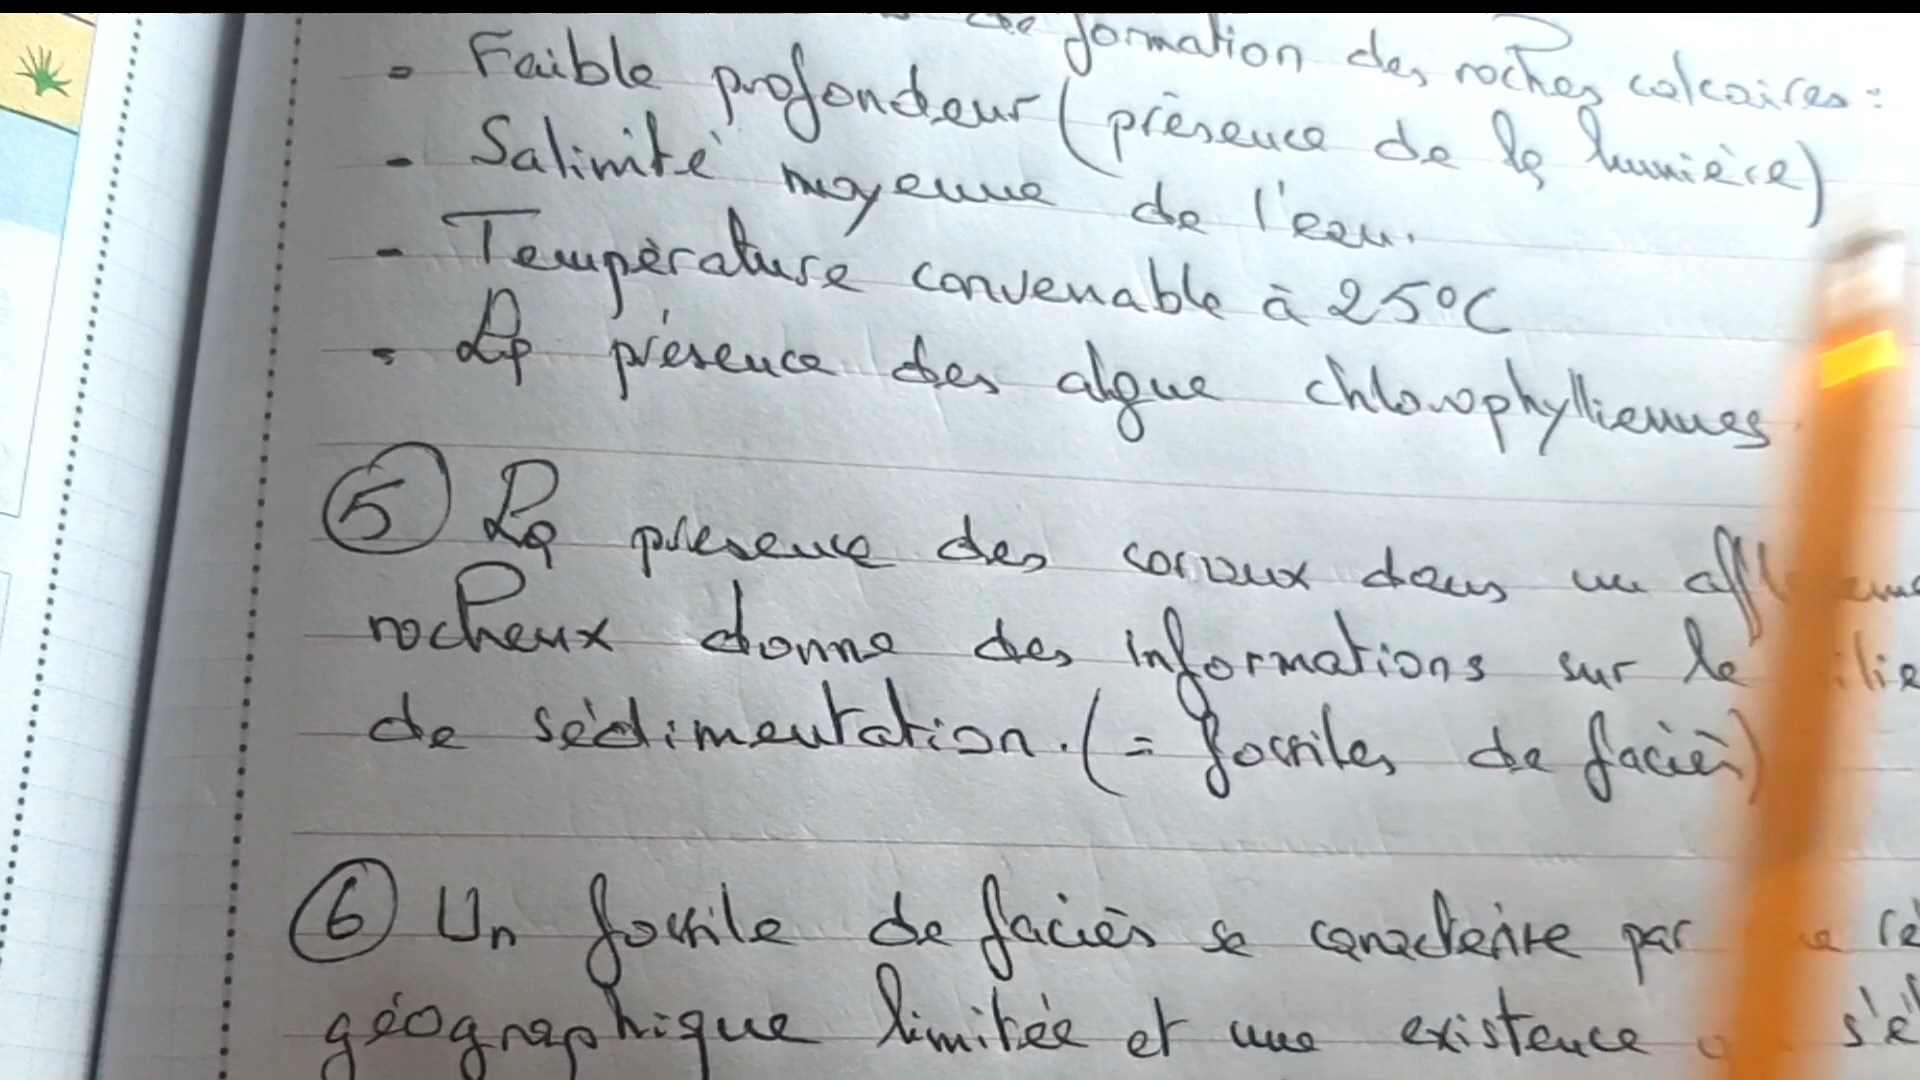 de formation des roches calcaires:
- Faible profondeur (présence de la lumière)
- Salinité moyenne de l'eau.
- Température convenable à 25°C
- La présence des algue chlorophylliennes.
5 La présence des coraux dans un
rocheux donne des informations sur le
de sédimentation. (= fossiles de faciès)
6 Un fossile de faciès se caractérise par
géographique limitée et une existence